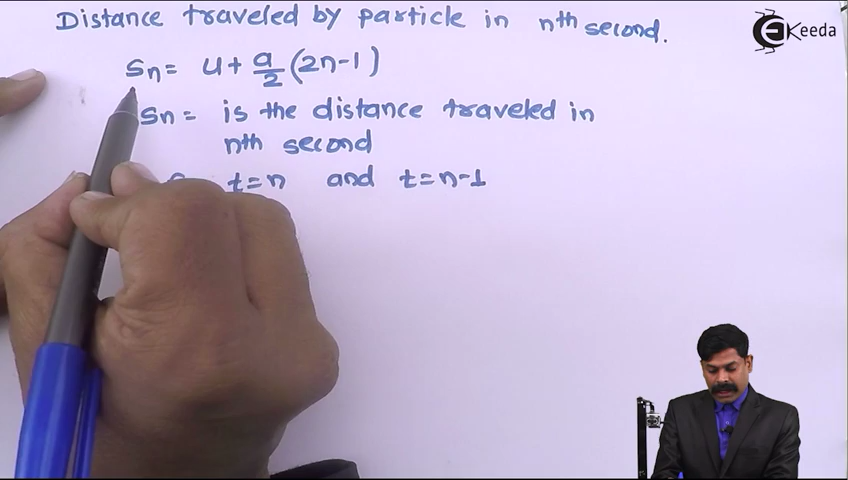 Distance traveled by particle in nth second.
Sn = u + a/2 (2n-1)
Sn = is the distance traveled in
nth second
t=n and t=n-1
EKeeda